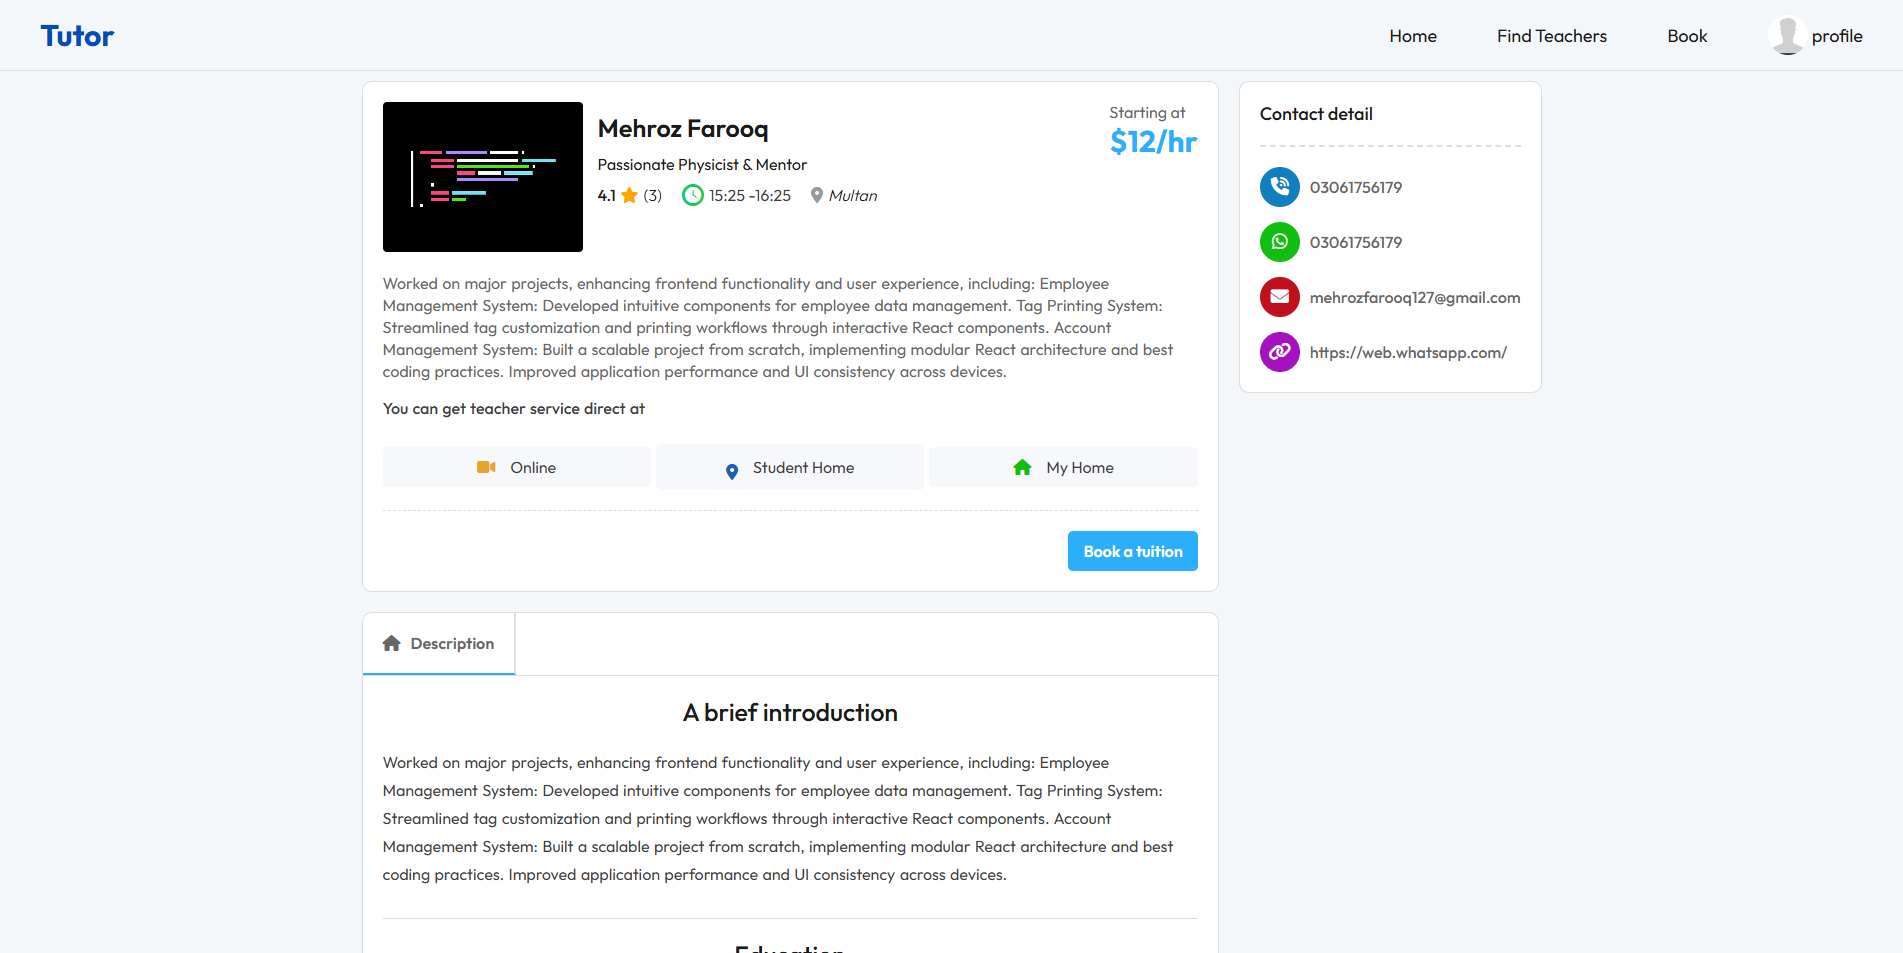 Tutor
Home
Find Teachers
Book
profile
Mehroz Farooq
Passionate Physicist & Mentor
4.1 (3) 15:25 -16:25 Multan
Starting at
$12/hr
Worked on major projects, enhancing frontend functionality and user experience, including: Employee
Management System: Developed intuitive components for employee data management. Tag Printing System:
Streamlined tag customization and printing workflows through interactive React components. Account
Management System: Built a scalable project from scratch, implementing modular React architecture and best
coding practices. Improved application performance and UI consistency across devices.
You can get teacher service direct at
Online
Student Home
My Home
Book a tuition
Contact detail
03061756179
03061756179
mehrozfarooq127@gmail.com
https://web.whatsapp.com/
Description
A brief introduction
Worked on major projects, enhancing frontend functionality and user experience, including: Employee
Management System: Developed intuitive components for employee data management. Tag Printing System:
Streamlined tag customization and printing workflows through interactive React components. Account
Management System: Built a scalable project from scratch, implementing modular React architecture and best
coding practices. Improved application performance and UI consistency across devices.
Education